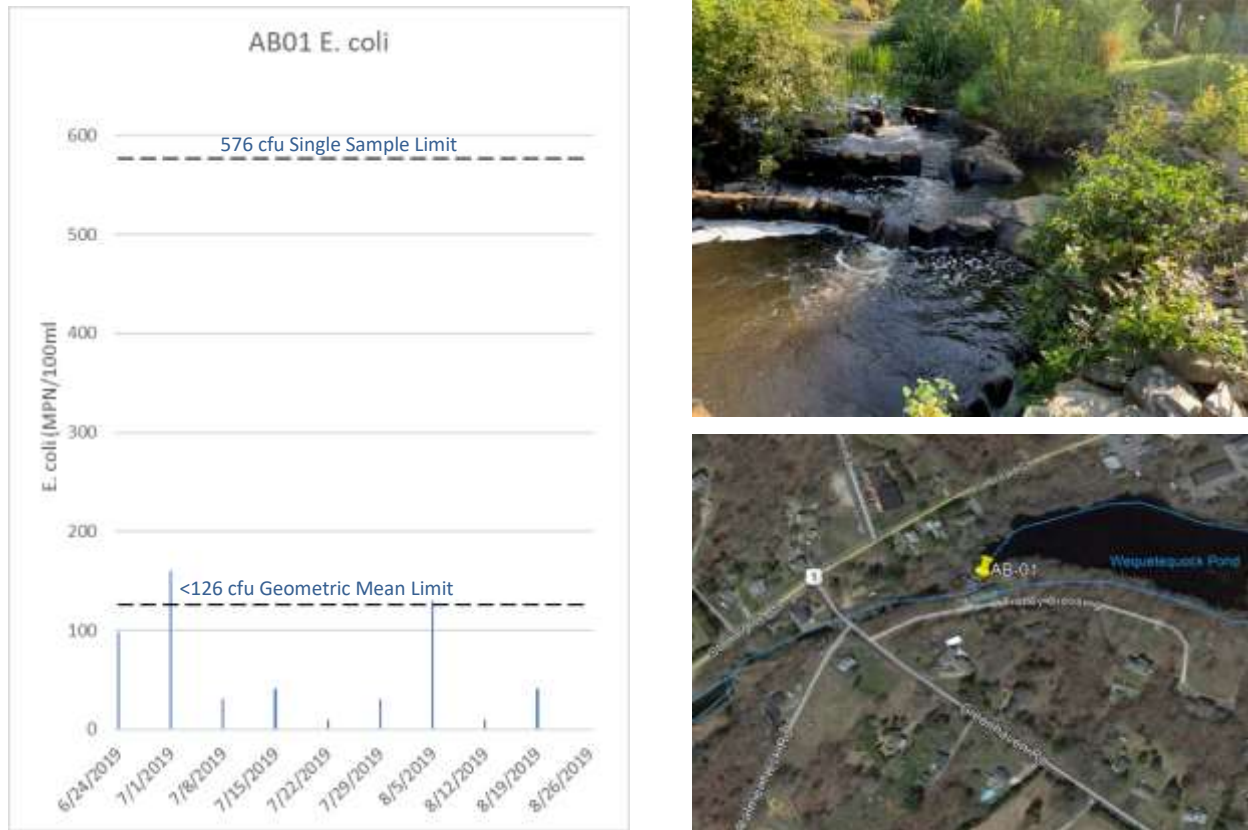 AB01 E. coli
600
576 cfu Single Sample Limit
500
400
300
200
<126 cfu Geometric Mean Limit
100
0
E. coli (MPN/100ml
6/24/2019
7/1/2019
7/8/2019
7/15/2019
7/22/2019
7/29/2019
8/5/2019
8/12/2019
8/19/2019
8/26/2019
1
AB-01
Wequetequock Pond
Greenhaven Rd